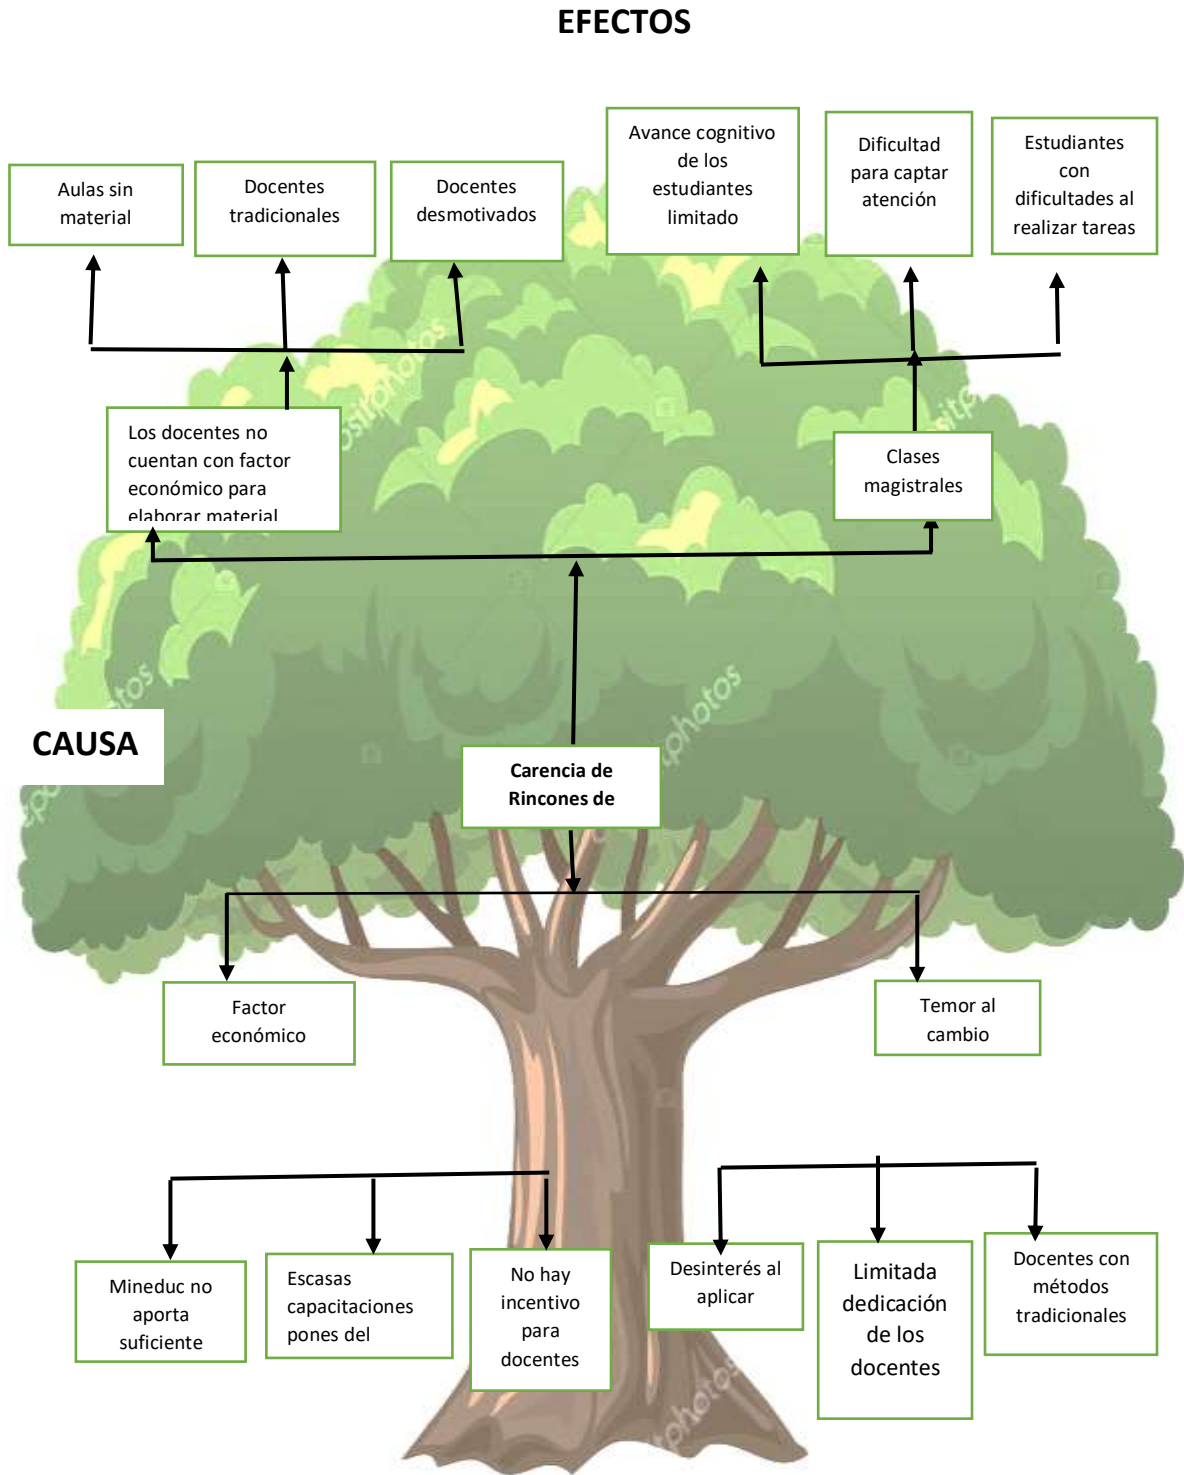 EFECTOS
Aulas sin
material
Docentes
tradicionales
Docentes
desmotivados
Avance cognitivo
de los
estudiantes
limitado
Dificultad
para captar
atención
Estudiantes
con
dificultades al
realizar tareas
Los docentes no
cuentan con factor
económico para
elaborar material
Clases
magistrales
CAUSA
Carencia de
Rincones de
Factor
económico
Temor al
cambio
Mineduc no
aporta
suficiente
Escasas
capacitaciones
pones del
No hay
incentivo
para
docentes
Desinterés al
aplicar
Limitada
dedicación
de los
docentes
Docentes con
métodos
tradicionales